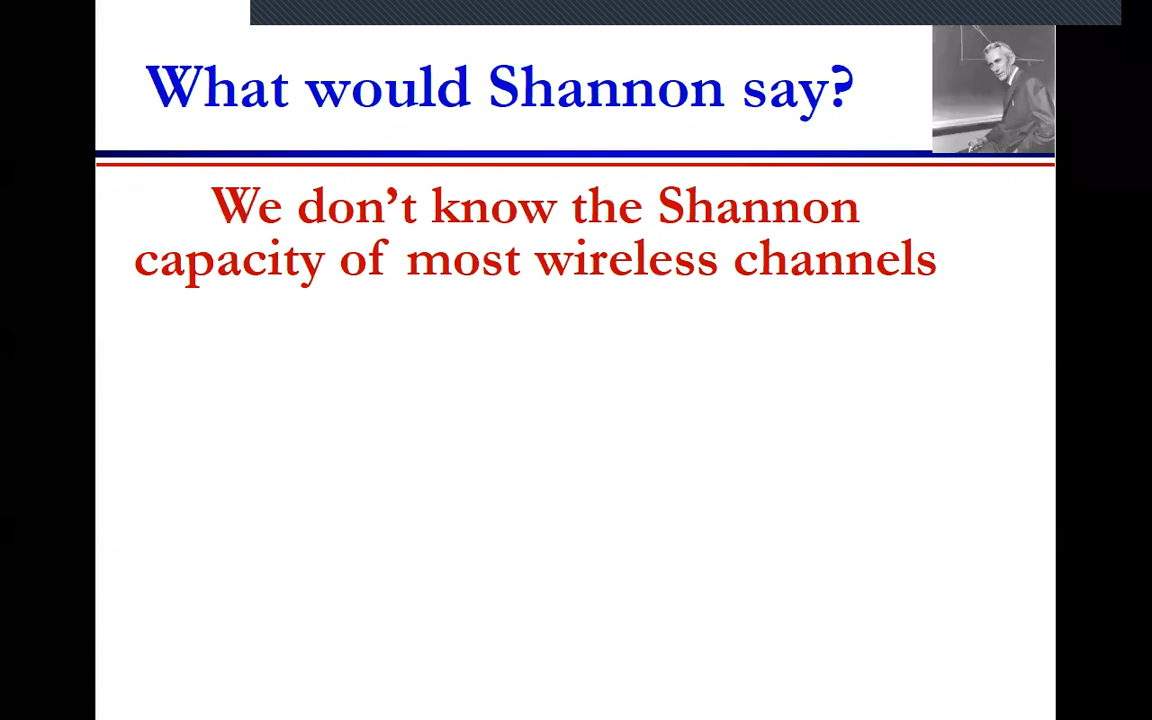 What would Shannon say?
We don’t know the Shannon
capacity of most wireless channels